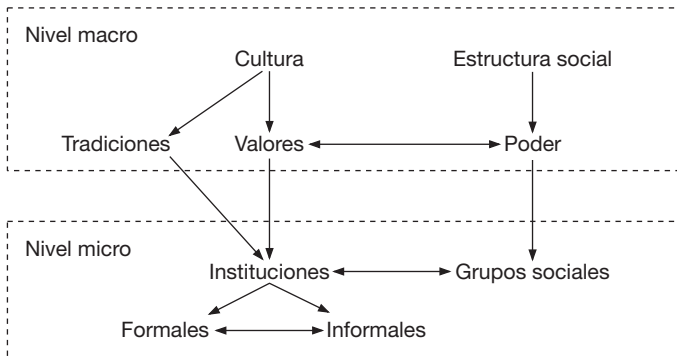 Nivel macro
Cultura Estructura social
Tradiciones Valores Poder
Nivel micro
Instituciones Grupos sociales
Formales Informales